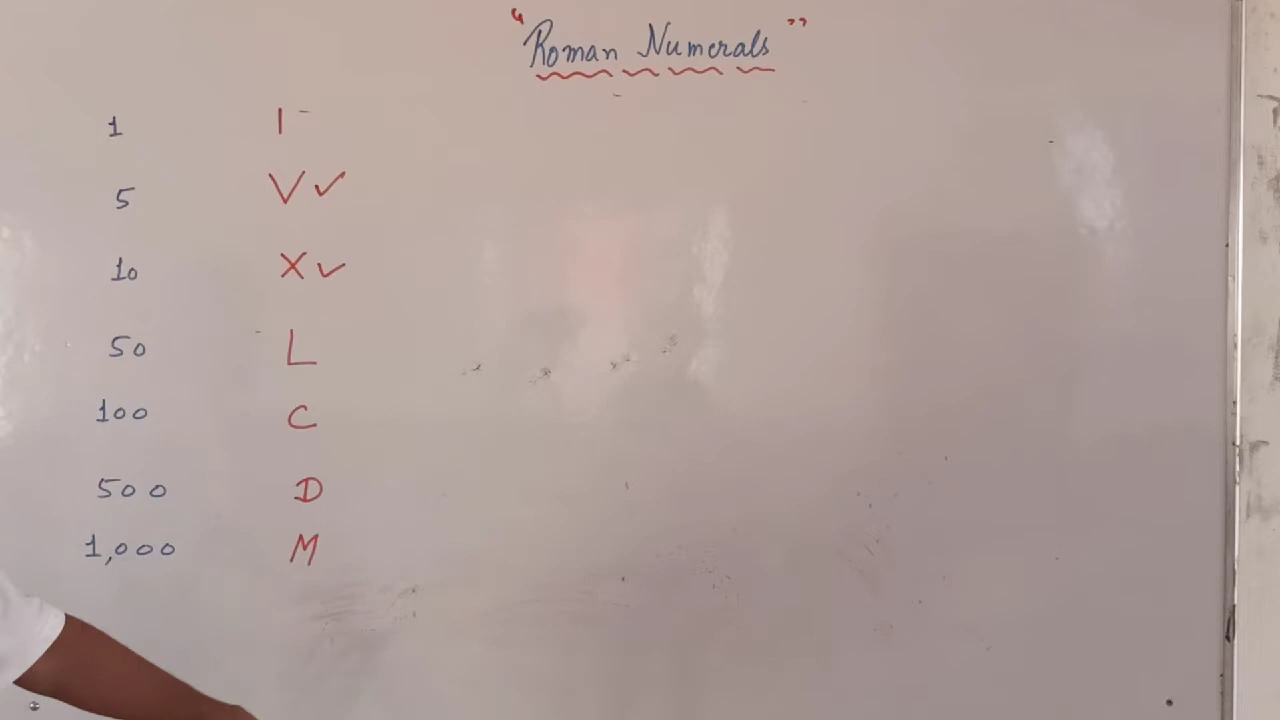 "Roman Numerals"
1 I
5 V ✓
10 X ✓
50 L
100 C
500 D
1,000 M